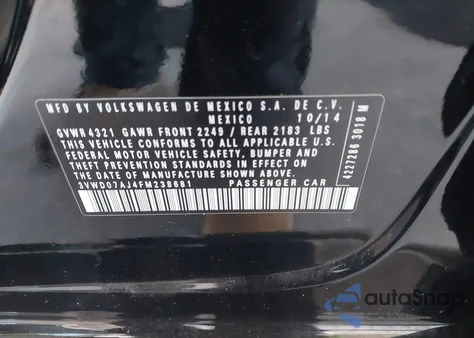 MFD BY VOLKSWAGEN DE MEXICO S.A. DE C.V.
MEXICO 10/14
GVWR 4321 GAWR FRONT 2249 / REAR 2183 LBS
THIS VEHICLE CONFORMS TO ALL APPLICABLE U.S.
FEDERAL MOTOR VEHICLE SAFETY, BUMPER AND
THEFT PREVENTION STANDARDS IN EFFECT ON
THE DATE OF MANUFACTURE SHOWN ABOVE.
3VWD07AJ4FM238681 PASSENGER CAR
4227286 3018 M
autoSnap